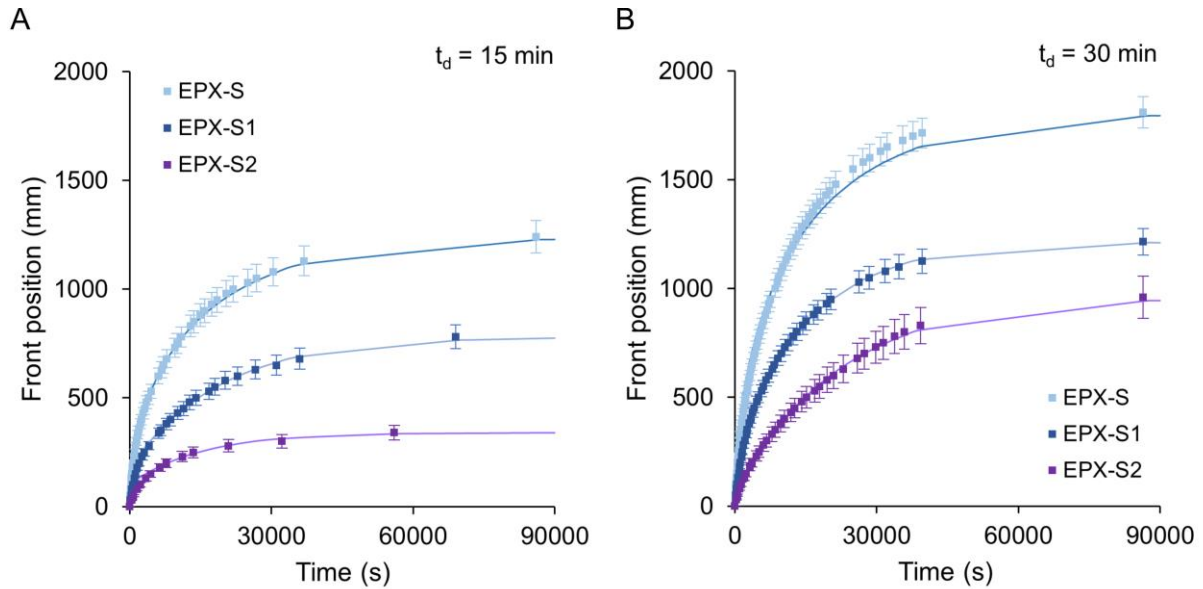 A
t_d = 15 min
2000
1500
1000
500
0
Front position (mm)
EPX-S
EPX-S1
EPX-S2
0
30000
60000
90000
Time (s)
B
t_d = 30 min
2000
1500
1000
500
0
Front position (mm)
EPX-S
EPX-S1
EPX-S2
0
30000
60000
90000
Time (s)